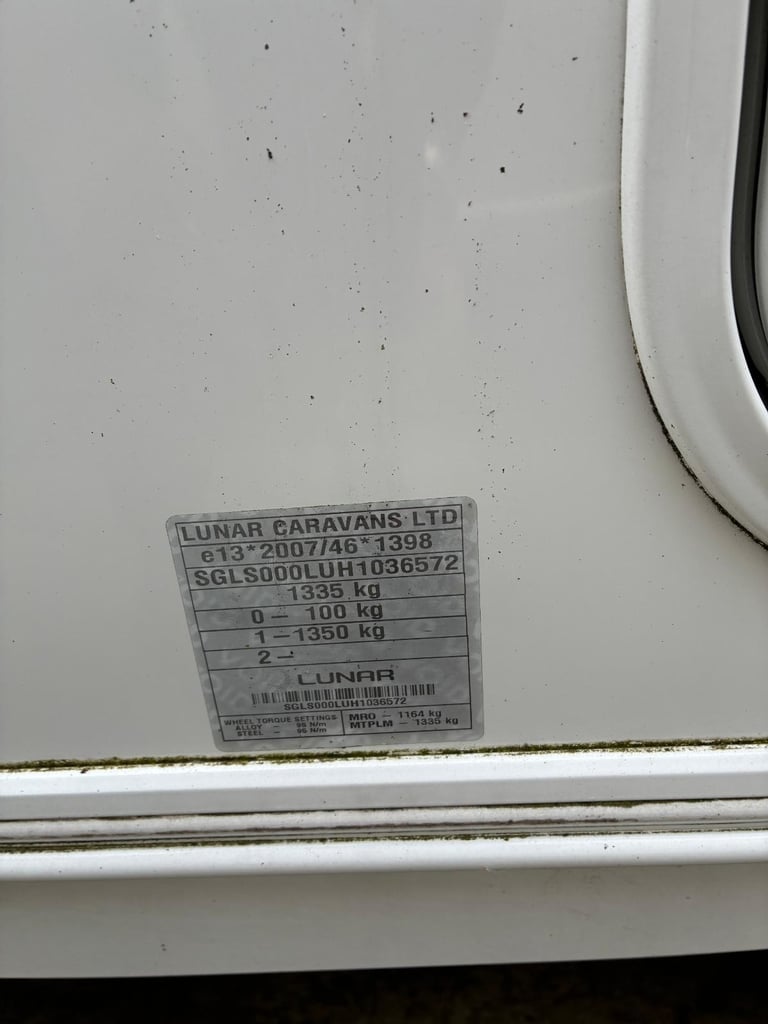 LUNAR CARAVANS LTD
e13*2007/46*1398
SGLS000LUH1036572
1335 kg
0 – 100 kg
1 – 1350 kg
2 –
LUNAR
SGLS000LUH1036572
WHEEL TORQUE SETTINGS
ALLOY – 95 N/m
STEEL – 95 N/m
MRO – 1164 kg
MTPLM – 1335 kg